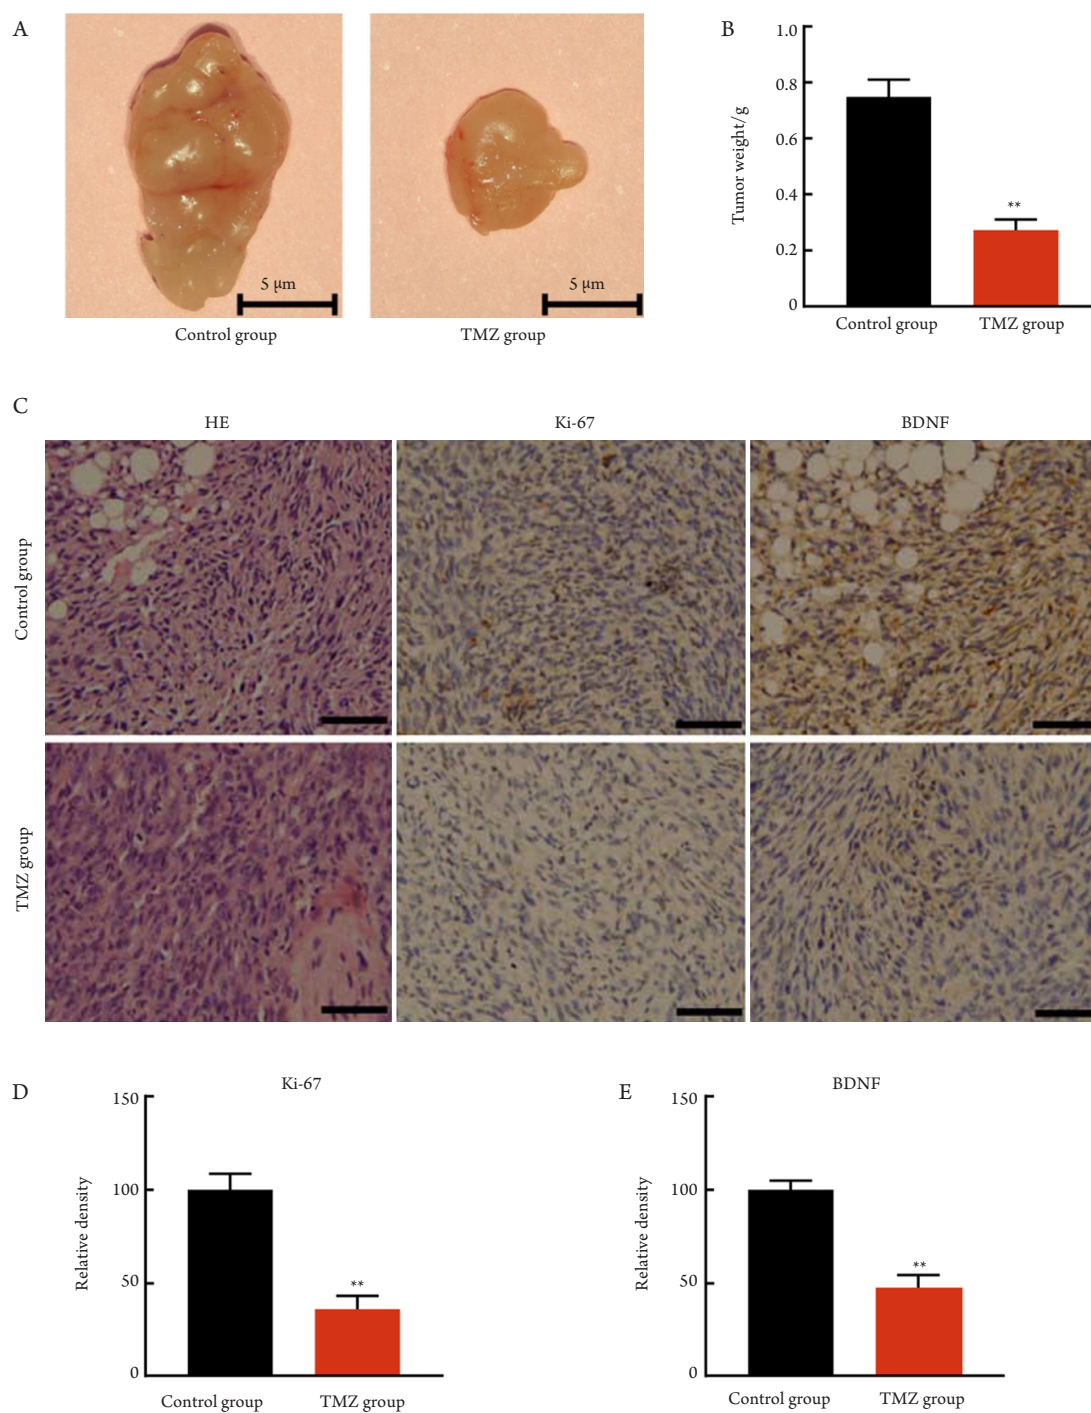 A
5 μm
Control group
5 μm
TMZ group
B
1.0
0.8
0.6
0.4
0.2
0
Tumor weight/g
**
Control group
TMZ group
C
HE
Ki-67
BDNF
Control group
TMZ group
D
Ki-67
150
100
50
0
Relative density
**
Control group
TMZ group
E
BDNF
150
100
50
0
Relative density
**
Control group
TMZ group